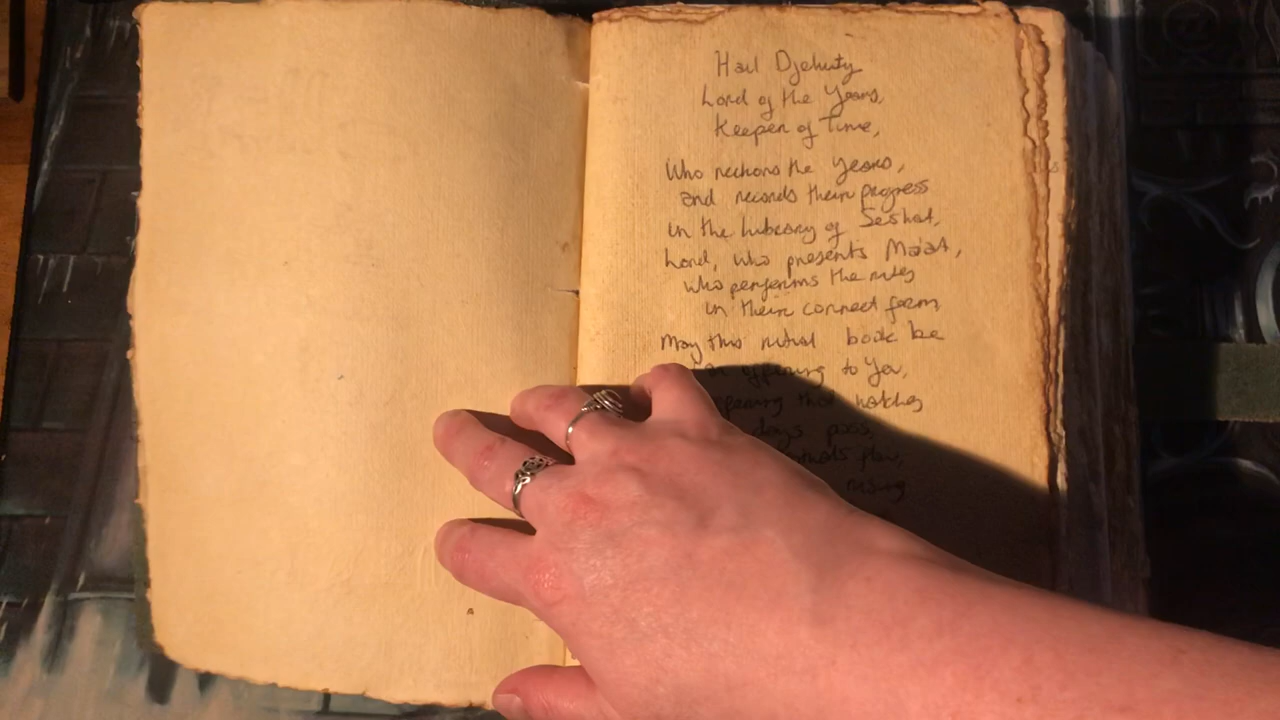 Hail Djehuty
Lord of the Years,
Keeper of Time,
Who reckons the years,
and records their progress
in the library of Seshat,
Lord, who presents Ma'at,
who performs the rites
in their correct form,
May this ritual book be
offering to You,
that
days pass,
rising